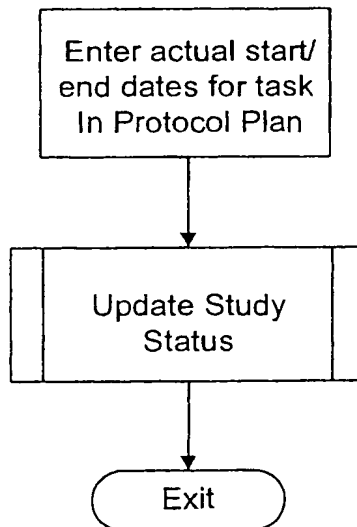 Enter actual start/
end dates for task
In Protocol Plan
Update Study
Status
Exit